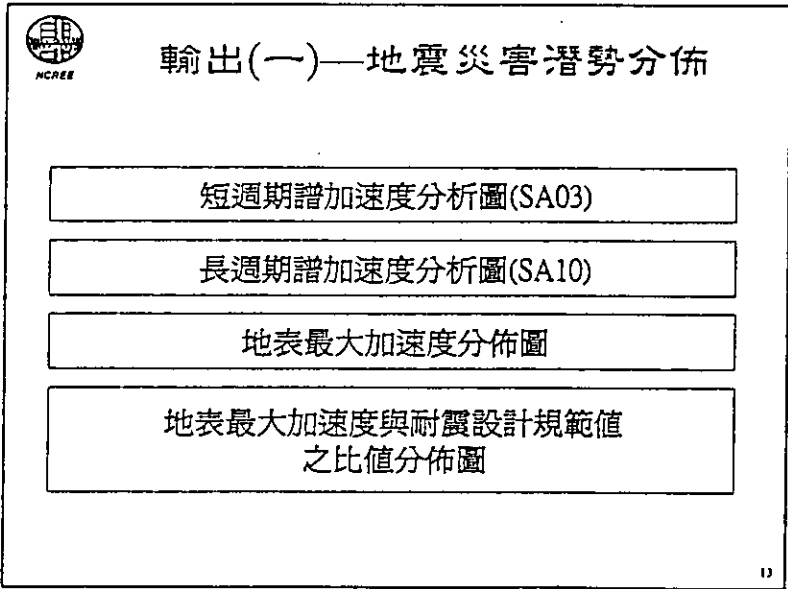 NCREE
輸出(一)—地震災害潛勢分佈
短週期譜加速度分析圖(SA03)
長週期譜加速度分析圖(SA10)
地表最大加速度分佈圖
地表最大加速度與耐震設計規範值
之比值分佈圖